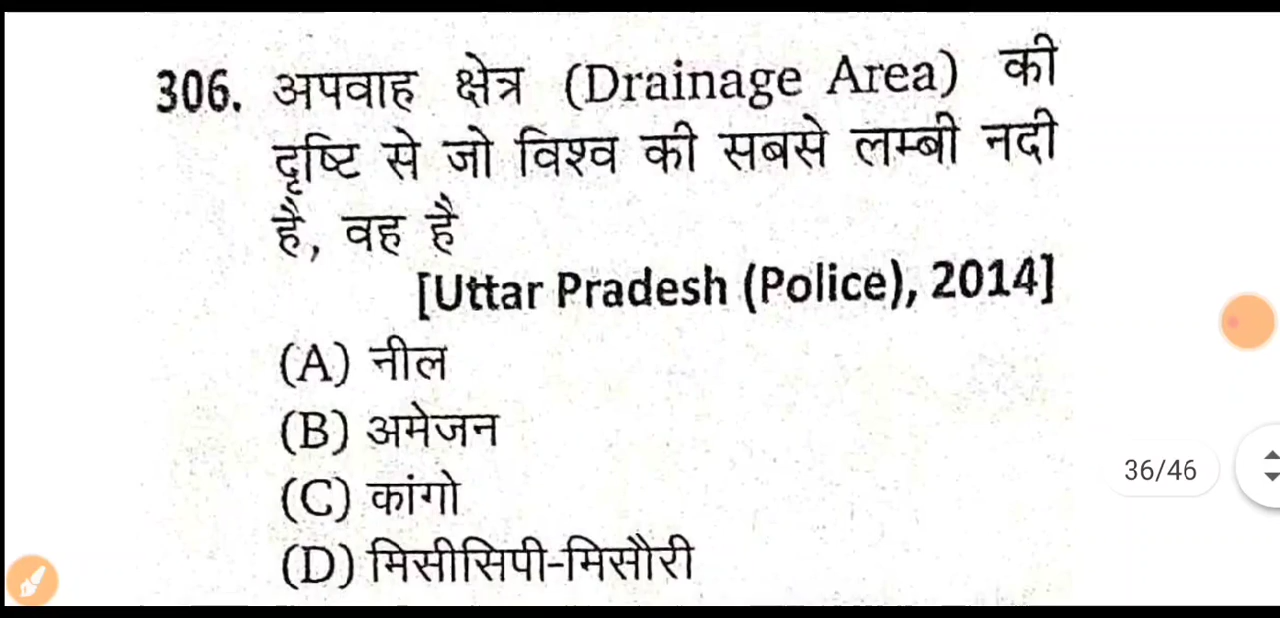 306. अपवाह क्षेत्र (Drainage Area) की
दृष्टि से जो विश्व की सबसे लम्बी नदी
है, वह है
[Uttar Pradesh (Police), 2014]
(A) नील
(B) अमेजन
(C) कांगो
(D) मिसीसिपी-मिसौरी
36/46